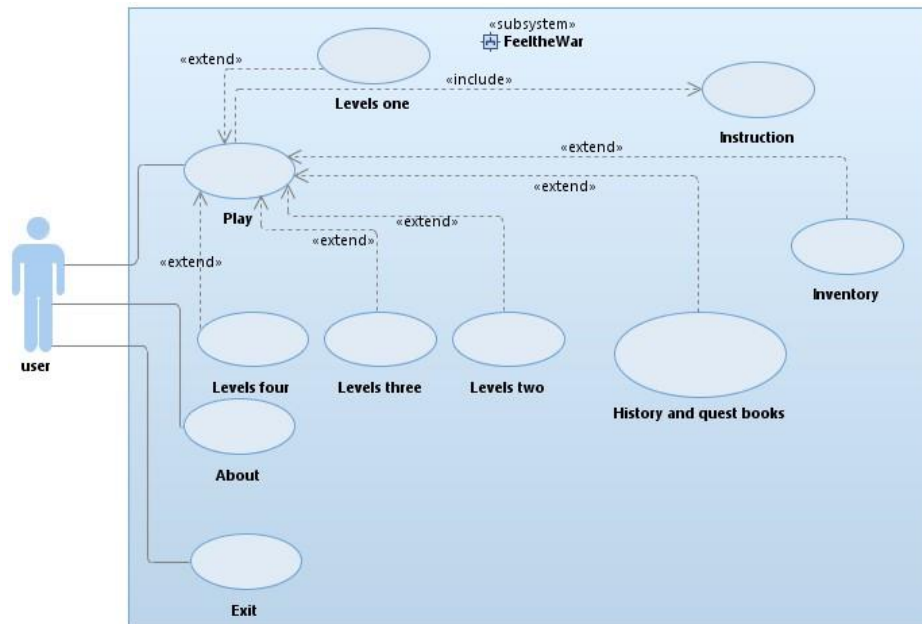 «subsystem»
FeeltheWar
«extend»
«include»
Levels one
Instruction
«extend»
«extend»
Play
«extend»
«extend»
«extend»
Inventory
user
Levels four
Levels three
Levels two
History and quest books
About
Exit